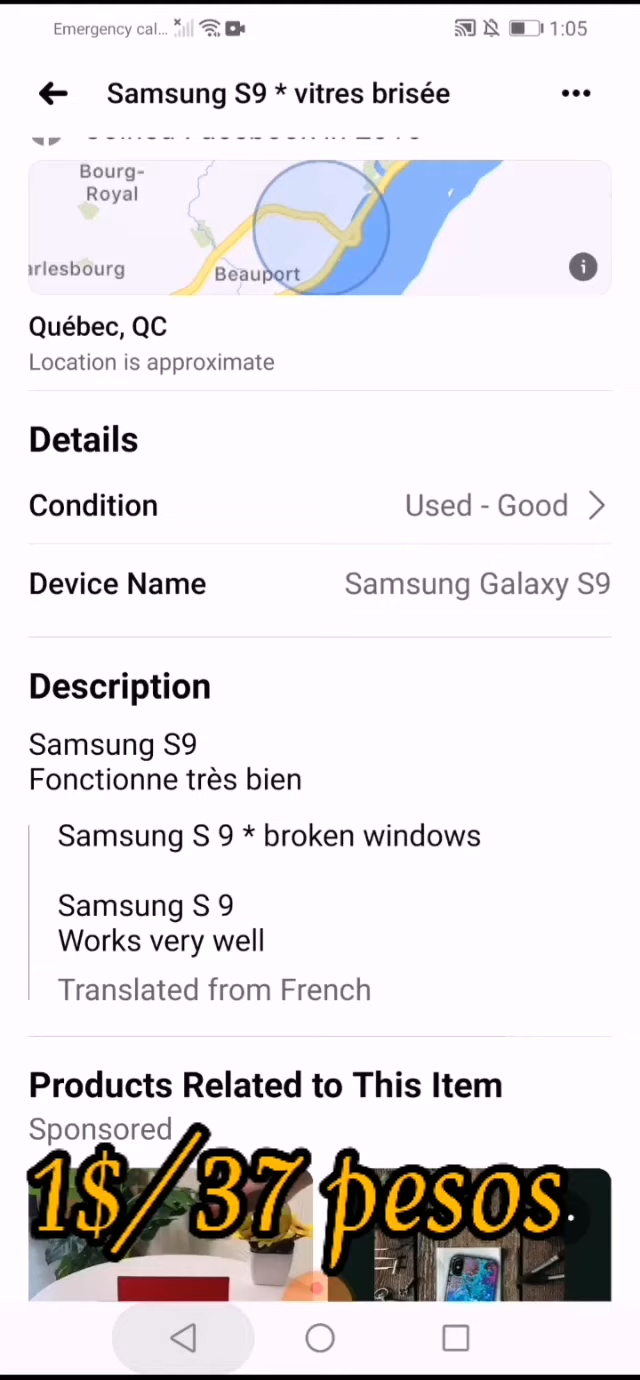 Emergency cal...
1:05
Samsung S9 * vitres brisée
Bourg-
Royal
arlesbourg
Beauport
Québec, QC
Location is approximate
Details
Condition
Used - Good
Device Name
Samsung Galaxy S9
Description
Samsung S9
Fonctionne très bien
Samsung S 9 * broken windows
Samsung S 9
Works very well
Translated from French
Products Related to This Item
Sponsored
1$/37 pesos